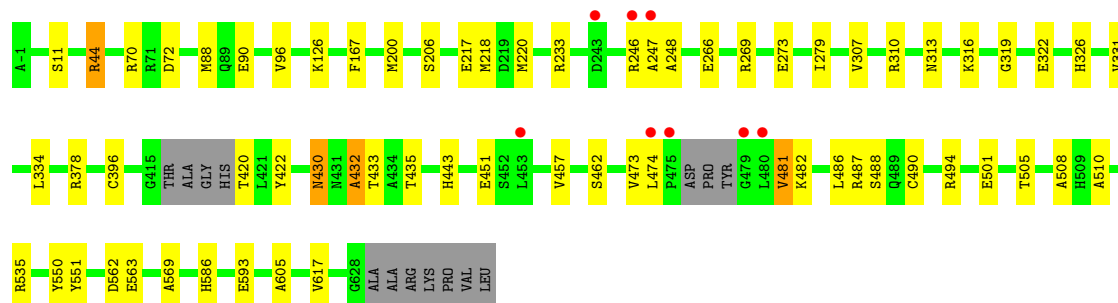 A-1 S11 R44 R70 R71 D72 M88 Q89 E90 V96 K126 F167 M200 S206 E217 M218 D219 M220 R233 D243 R246 A247 A248 E266 R269 E273 I279 V307 R310 N313 K316 G319 E322 H326
L334 R378 C396 G415 THR ALA GLY HIS T420 L421 Y422 N430 N431 A432 T433 A434 T435 H443 E451 S452 L453 V457 S462 V473 L474 P475 ASP PRO TYR G479 L480 V481 K482 L486 R487 S488 Q489 C490 R494 E501 T505 A508 H509 A510
R535 Y550 Y551 D562 E563 A569 H586 E593 A605 V617 G628 ALA ALA ARG LYS PRO VAL LEU